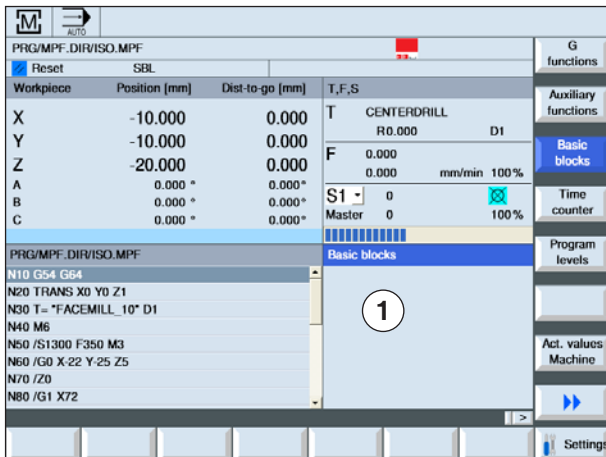 M AUTO
PRG/MPF.DIR/ISO.MPF
Reset SBL
Workpiece Position [mm] Dist-to-go [mm]
X -10.000 0.000
Y -10.000 0.000
Z -20.000 0.000
A 0.000 ° 0.000°
B 0.000 ° 0.000°
C 0.000 ° 0.000°
T,F,S
T CENTERDRILL
R0.000 D1
F 0.000
0.000 mm/min 100%
S1 0
Master 0 100%
PRG/MPF.DIR/ISO.MPF
N10 G54 G64
N20 TRANS X0 Y0 Z1
N30 T= "FACEMILL_10" D1
N40 M6
N50 /S1300 F350 M3
N60 /G0 X-22 Y-25 Z5
N70 /Z0
N80 /G1 X72
Basic blocks
1
>
G
functions
Auxiliary
functions
Basic
blocks
Time
counter
Program
levels
Act. values
Machine
Settings